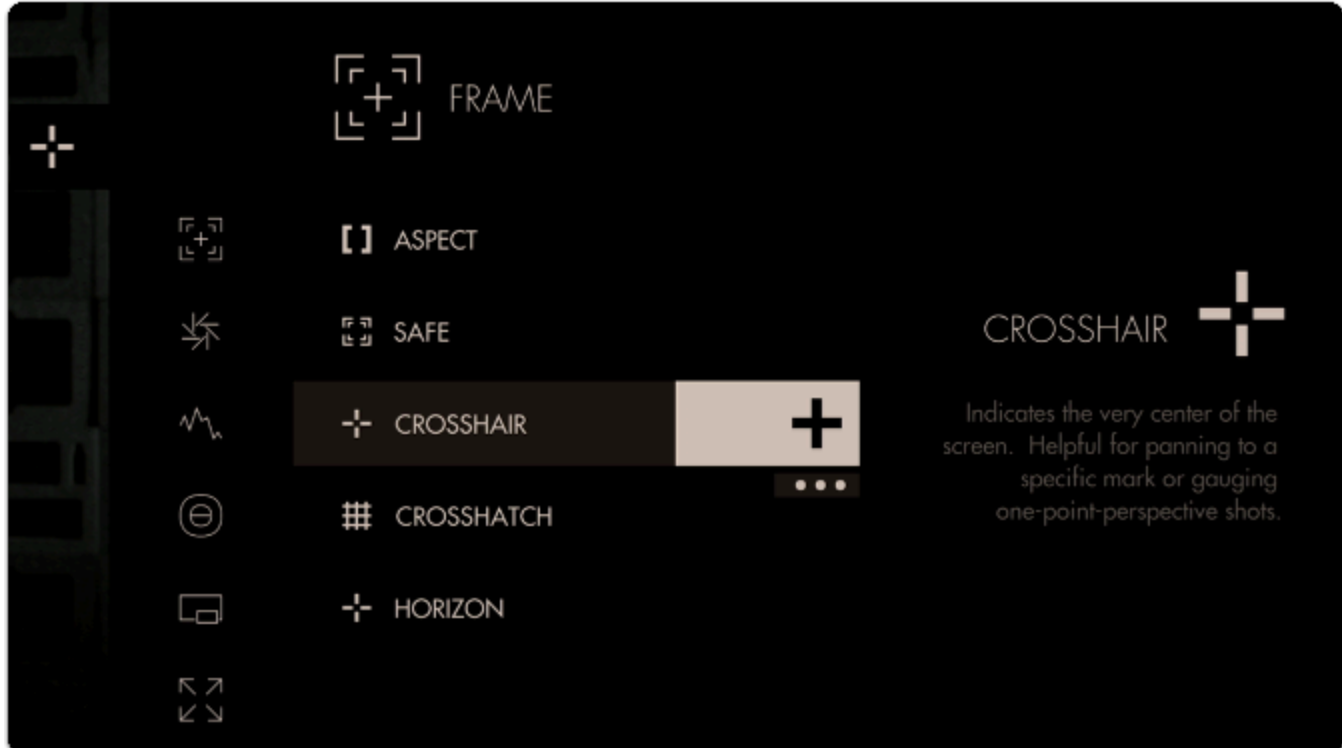 FRAME
ASPECT
SAFE
CROSSHAIR
CROSSHATCH
HORIZON
CROSSHAIR
Indicates the very center of the
screen.  Helpful for panning to a
specific mark or gauging
one-point-perspective shots.